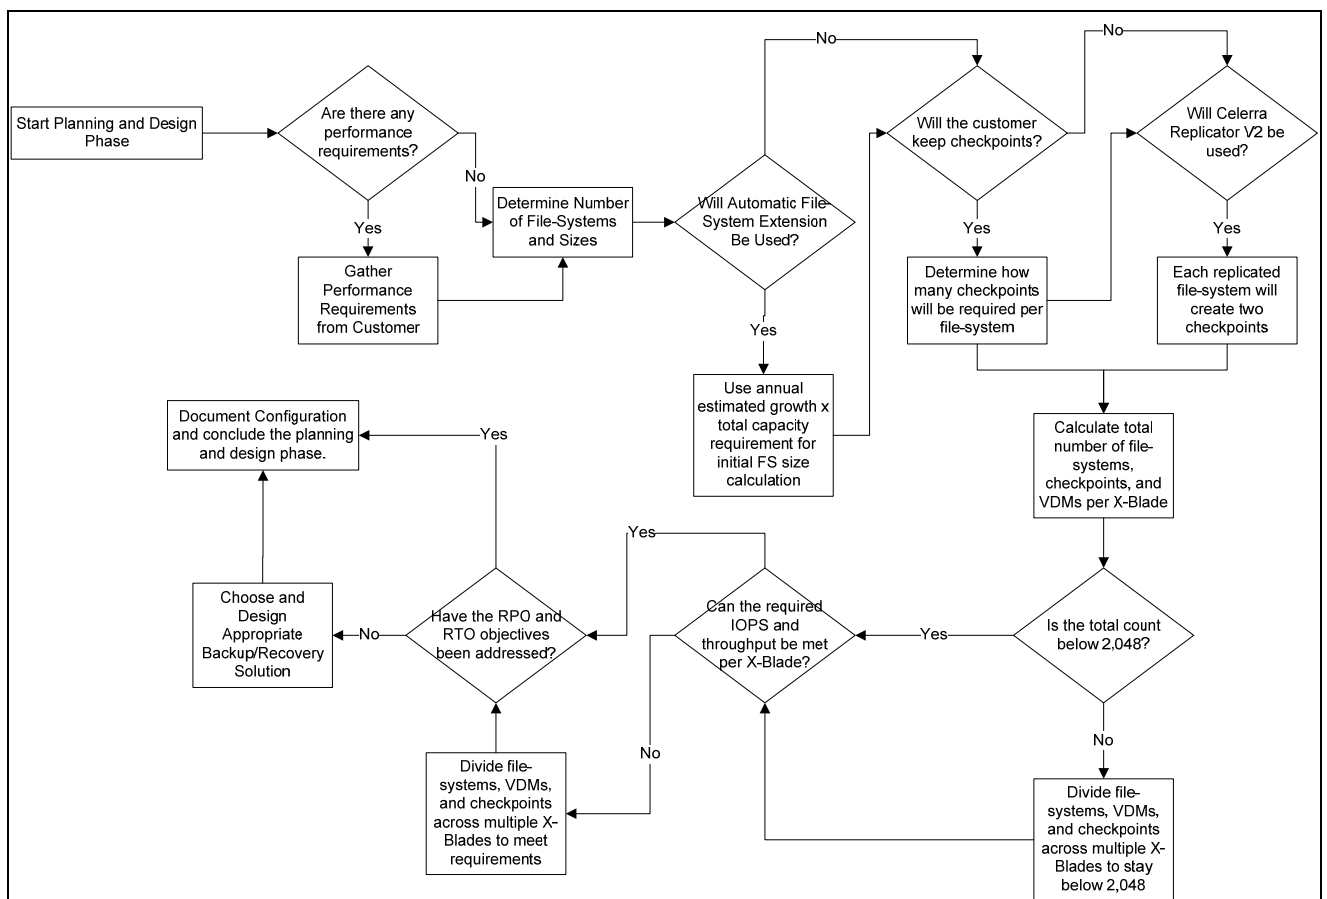 Start Planning and Design
Phase
Are there any
performance
requirements?
No
Yes
Gather
Performance
Requirements
from Customer
Determine Number
of File-Systems
and Sizes
Will Automatic File-
System Extension
Be Used?
No
Yes
Use annual
estimated growth x
total capacity
requirement for
initial FS size
calculation
Will the customer
keep checkpoints?
No
Yes
Determine how
many checkpoints
will be required per
file-system
Will Celerra
Replicator V2 be
used?
Yes
Each replicated
file-system will
create two
checkpoints
Calculate total
number of file-
systems,
checkpoints, and
VDMs per X-Blade
Is the total count
below 2,048?
Yes
No
Divide file-
systems, VDMs,
and checkpoints
across multiple X-
Blades to stay
below 2,048
Can the required
IOPS and
throughput be met
per X-Blade?
Yes
No
Divide file-
systems, VDMs,
and checkpoints
across multiple X-
Blades to meet
requirements
Have the RPO and
RTO objectives
been addressed?
Yes
No
Choose and
Design
Appropriate
Backup/Recovery
Solution
Document Configuration
and conclude the planning
and design phase.